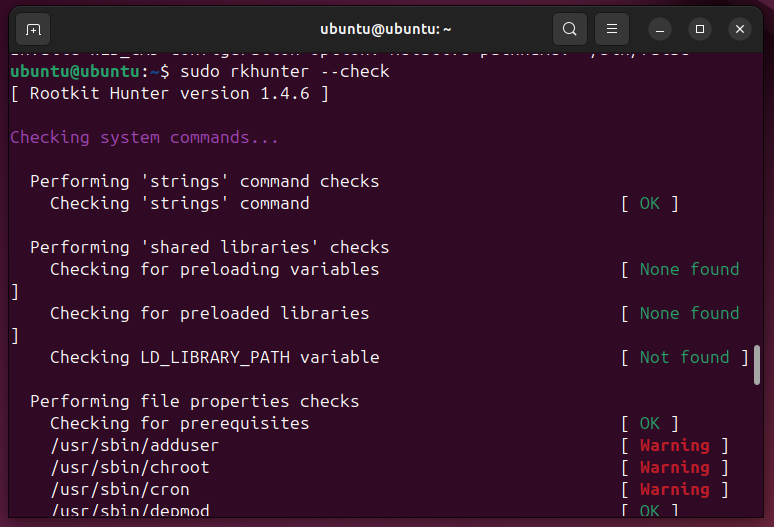 ubuntu@ubuntu: ~
ubuntu@ubuntu:~$ sudo rkhunter --check
[ Rootkit Hunter version 1.4.6 ]
Checking system commands...
Performing 'strings' command checks
Checking 'strings' command [ OK ]
Performing 'shared libraries' checks
Checking for preloading variables [ None found
]
Checking for preloaded libraries [ None found
]
Checking LD_LIBRARY_PATH variable [ Not found ]
Performing file properties checks
Checking for prerequisites [ OK ]
/usr/sbin/adduser [ Warning ]
/usr/sbin/chroot [ Warning ]
/usr/sbin/cron [ Warning ]
/usr/sbin/depmod [ OK ]